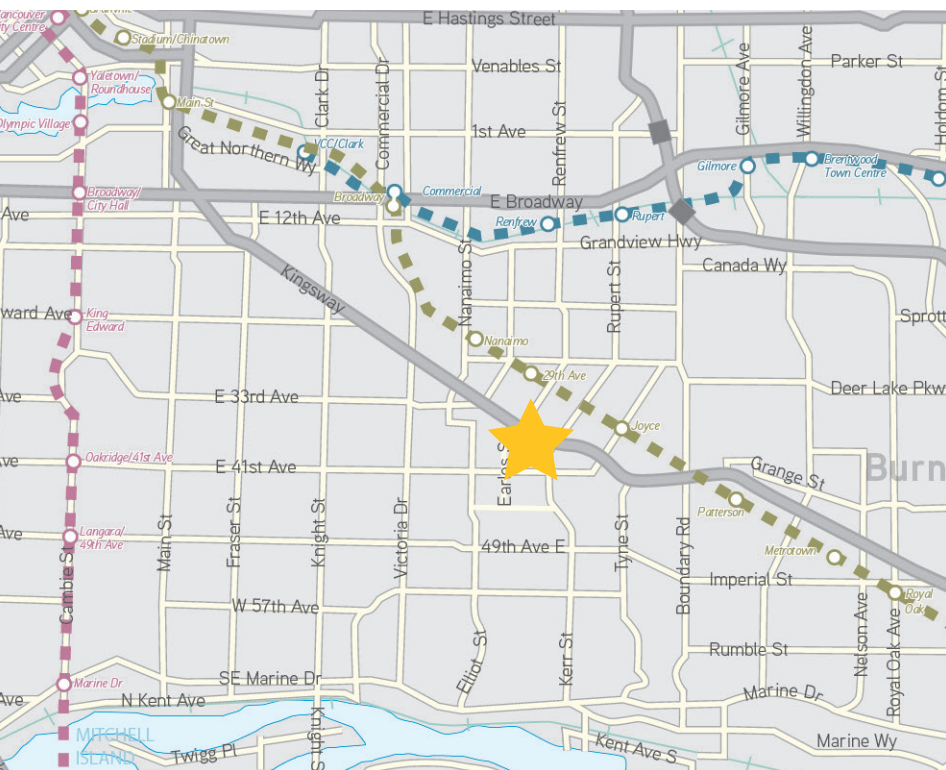 E Hastings Street
ancouver
ity Centre
Stadium/Chinatown
Venables St
Parker St
Yaletown/
Roundhouse
Main St
Clark Dr
Commercial Dr
Renfrew St
Gilmore Ave
Willingdon Ave
Holdom St
Olympic Village
1st Ave
Great Northern Wy
VCC/Clark
Gilmore
Brentwood
Town Centre
Broadway/
City Hall
Broadway
Commercial
E Broadway
Ave
E 12th Ave
Renfrew
Rupert
Grandview Hwy
Canada Wy
Nanaimo St
Rupert St
Kingsway
ward Ave
King
Edward
Sprott
Nanaimo
29th Ave
ve
E 33rd Ave
Deer Lake Pkw
Joyce
ve
Oakridge/41st Ave
E 41st Ave
Earles S
Grange St
Burn
Patterson
Ave
Langara/
49th Ave
Main St
Fraser St
Knight St
Victoria Dr
49th Ave E
Tyne St
Boundary Rd
Metrotown
Imperial St
Royal
Oak
Cambie St
W 57th Ave
Elliot St
Kerr St
Rumble St
Nelson Ave
Royal Oak Ave
Marine Dr
SE Marine Dr
Ave
N Kent Ave
Marine Dr
MITCHELL
ISLAND
Twigg Pl
Knight S
Kent Ave S
Marine Wy